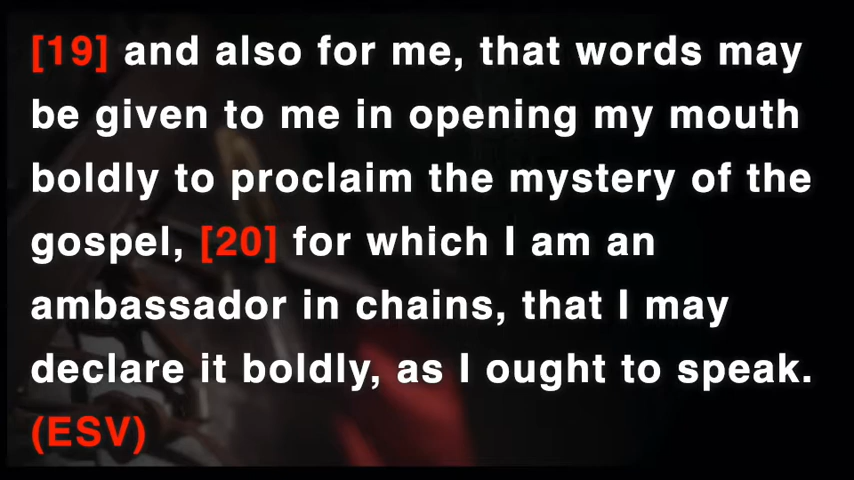 [19] and also for me, that words may
be given to me in opening my mouth
boldly to proclaim the mystery of the
gospel, [20] for which I am an
ambassador in chains, that I may
declare it boldly, as I ought to speak.
(ESV)